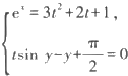 e^x = 3t^2 + 2t + 1 ,
t sin y - y + π/2 = 0